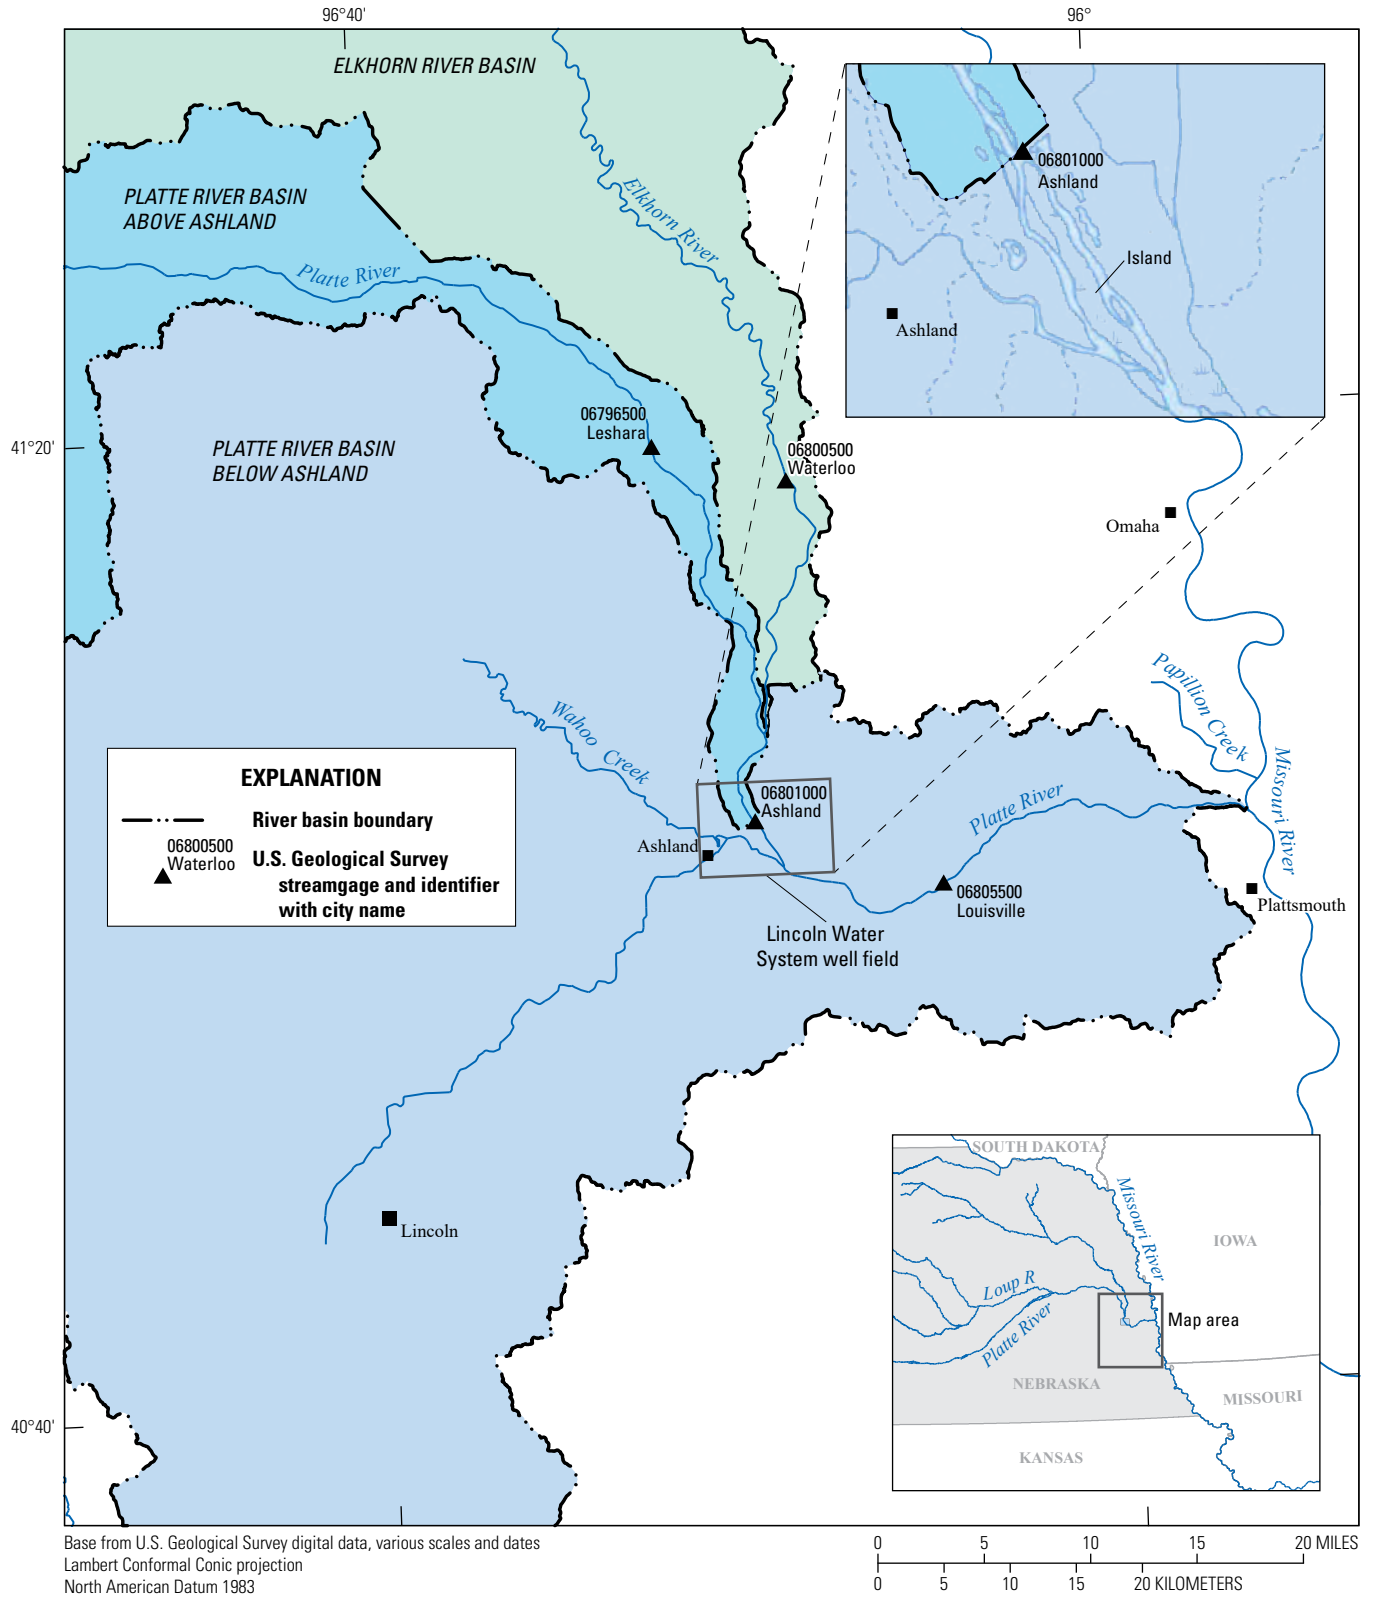 96°40'
96°
ELKHORN RIVER BASIN
PLATTE RIVER BASIN
ABOVE ASHLAND
Elkhorn River
Platte River
06801000
Ashland
Island
Ashland
41°20'
PLATTE RIVER BASIN
BELOW ASHLAND
06796500
Leshara
06800500
Waterloo
Omaha
Papillion Creek
Wahoo Creek
Missouri River
EXPLANATION
River basin boundary
06800500
Waterloo
U.S. Geological Survey
streamgage and identifier
with city name
06801000
Ashland
Platte River
Ashland
06805500
Louisville
Plattsmouth
Lincoln Water
System well field
Lincoln
SOUTH DAKOTA
Missouri River
IOWA
Loup R
Platte River
Map area
NEBRASKA
MISSOURI
KANSAS
40°40'
Base from U.S. Geological Survey digital data, various scales and dates
Lambert Conformal Conic projection
North American Datum 1983
0 5 10 15 20 MILES
0 5 10 15 20 KILOMETERS